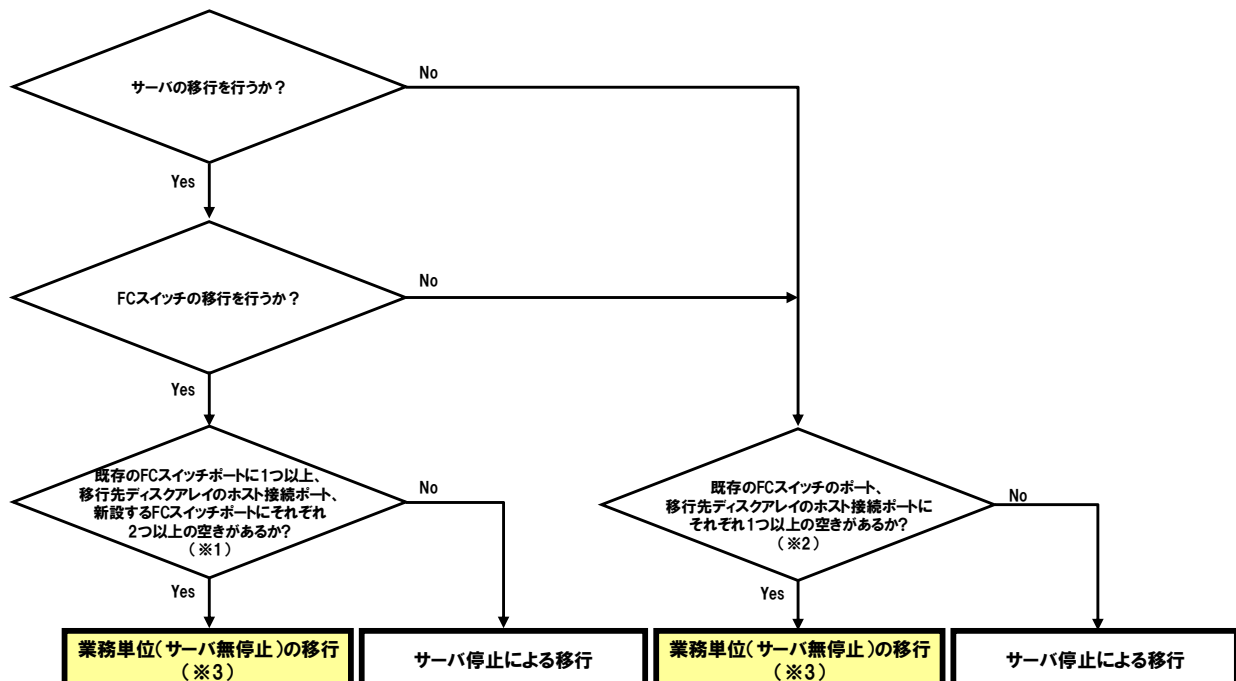 サーバの移行を行うか？
No
Yes
FCスイッチの移行を行うか？
No
Yes
既存のFCスイッチポートに1つ以上、
移行先ディスクアレイのホスト接続ポート、
新設するFCスイッチポートにそれぞれ
2つ以上の空きがあるか？
（※1）
No
Yes
既存のFCスイッチのポート、
移行先ディスクアレイのホスト接続ポートに
それぞれ1つ以上の空きがあるか？
（※2）
No
Yes
業務単位（サーバ無停止）の移行
（※3）
サーバ停止による移行
業務単位（サーバ無停止）の移行
（※3）
サーバ停止による移行